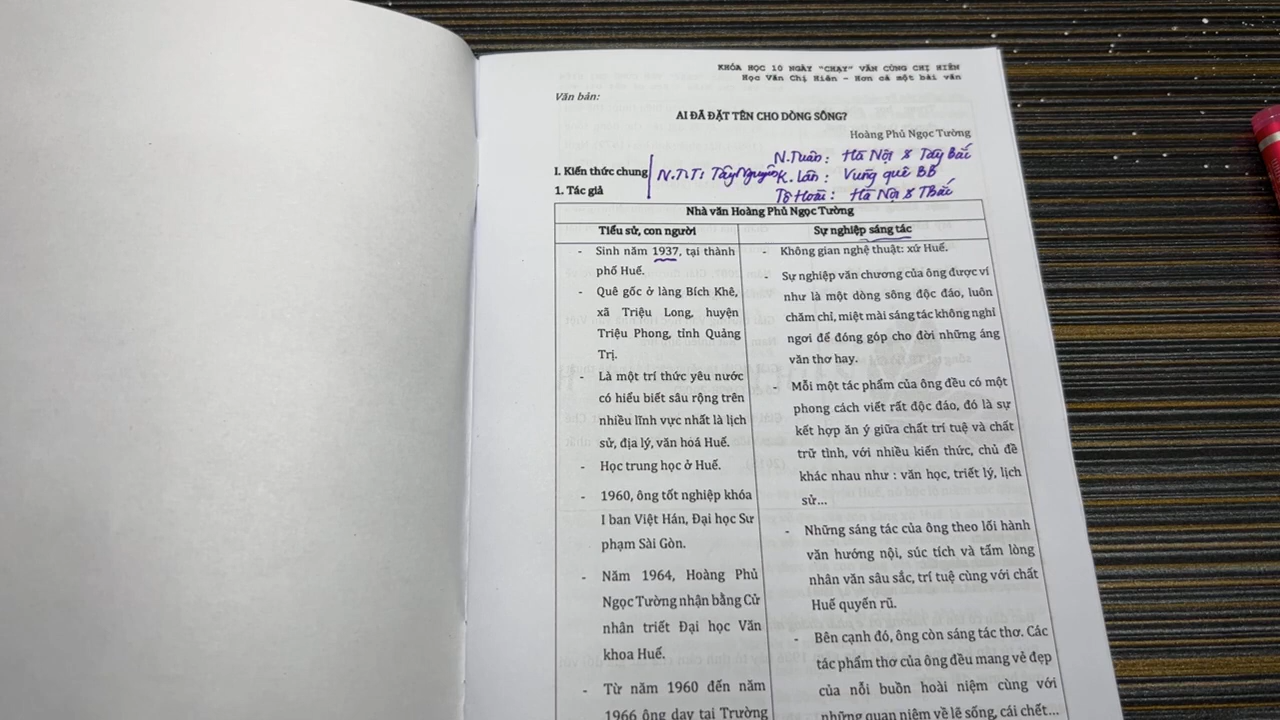 KHÓA HỌC 10 NGÀY "CHẠY" VĂN CÙNG CHỊ HIÊN
Học Văn Chị Hiên – Hơn cả một bài văn
Văn bản:
AI ĐÃ ĐẶT TÊN CHO DÒNG SÔNG?
Hoàng Phủ Ngọc Tường
N.Tuân: Hà Nội & Tây Bắc
I. Kiến thức chung
N.T.T: Tây Nguyên
K. Lân: Vùng quê BB
1. Tác giả
Tô Hoài: Hà Nội & TBắc
Nhà văn Hoàng Phủ Ngọc Tường
Tiểu sử, con người
- Sinh năm 1937, tại thành
phố Huế.
- Quê gốc ở làng Bích Khê,
xã Triệu Long, huyện
Triệu Phong, tỉnh Quảng
Trị.
- Là một trí thức yêu nước
có hiểu biết sâu rộng trên
nhiều lĩnh vực nhất là lịch
sử, địa lý, văn hoá Huế.
- Học trung học ở Huế.
- 1960, ông tốt nghiệp khóa
I ban Việt Hán, Đại học Sư
phạm Sài Gòn.
- Năm 1964, Hoàng Phủ
Ngọc Tường nhận bằng Cử
nhân triết Đại học Văn
khoa Huế.
- Từ năm 1960 đến năm
1966 ông dạy tại Trường
Sự nghiệp sáng tác
- Không gian nghệ thuật: xứ Huế.
- Sự nghiệp văn chương của ông được ví
như là một dòng sông độc đáo, luôn
chăm chỉ, miệt mài sáng tác không nghỉ
ngơi để đóng góp cho đời những áng
văn thơ hay.
- Mỗi một tác phẩm của ông đều có một
phong cách viết rất độc đáo, đó là sự
kết hợp ăn ý giữa chất trí tuệ và chất
trữ tình, với nhiều kiến thức, chủ đề
khác nhau như : văn học, triết lý, lịch
sử...
- Những sáng tác của ông theo lối hành
văn hướng nội, súc tích và tấm lòng
nhân văn sâu sắc, trí tuệ cùng với chất
Huế quyến rũ.
- Bên cạnh đó, ông còn sáng tác thơ. Các
tác phẩm thơ của ông đều mang vẻ đẹp
của nỗi buồn hoài niệm cùng với
những quan niệm về lẽ sống, cái chết...